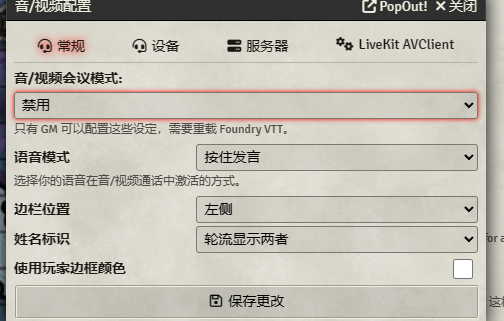 音/视频配置 PopOut! 关闭
常规 设备 服务器 LiveKit AVClient
音/视频会议模式:
禁用
只有 GM 可以配置这些设定，需要重载 Foundry VTT。
语音模式 按住发言
选择你的语音在音/视频通话中激活的方式。
边栏位置 左侧
姓名标识 轮流显示两者
for a
使用玩家边框颜色
保存更改
这